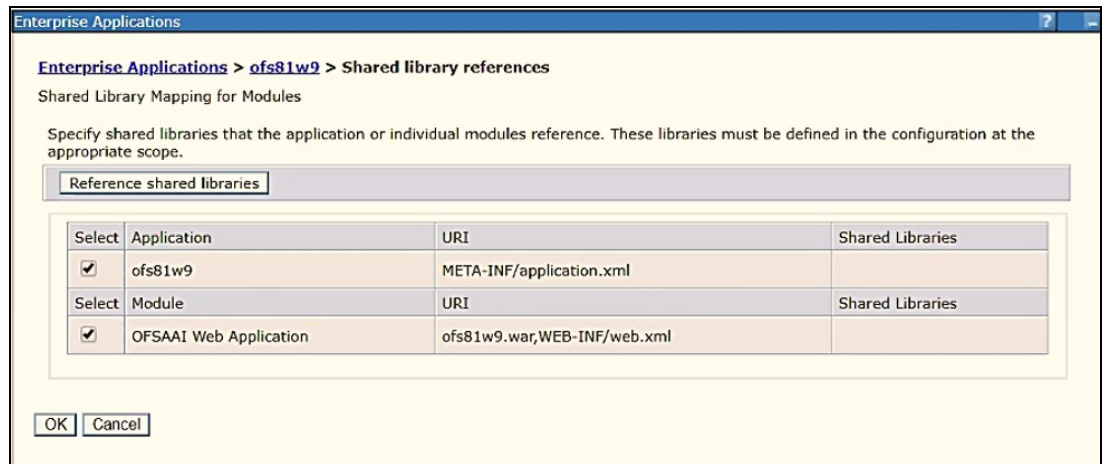 Enterprise Applications ? -
Enterprise Applications > ofs81w9 > Shared library references
Shared Library Mapping for Modules
Specify shared libraries that the application or individual modules reference. These libraries must be defined in the configuration at the
appropriate scope.
Reference shared libraries
Select Application URI Shared Libraries
ofs81w9 META-INF/application.xml
Select Module URI Shared Libraries
OFSAAI Web Application ofs81w9.war,WEB-INF/web.xml
OK Cancel